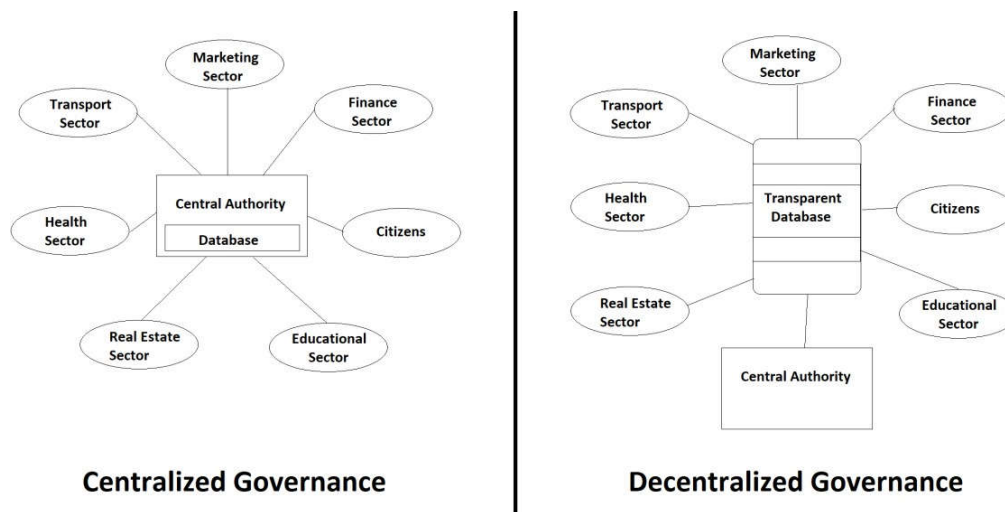 Marketing
Sector
Transport
Sector
Finance
Sector
Central Authority
Database
Health
Sector
Citizens
Real Estate
Sector
Educational
Sector
Centralized Governance
Marketing
Sector
Transport
Sector
Finance
Sector
Health
Sector
Transparent
Database
Citizens
Real Estate
Sector
Educational
Sector
Central Authority
Decentralized Governance